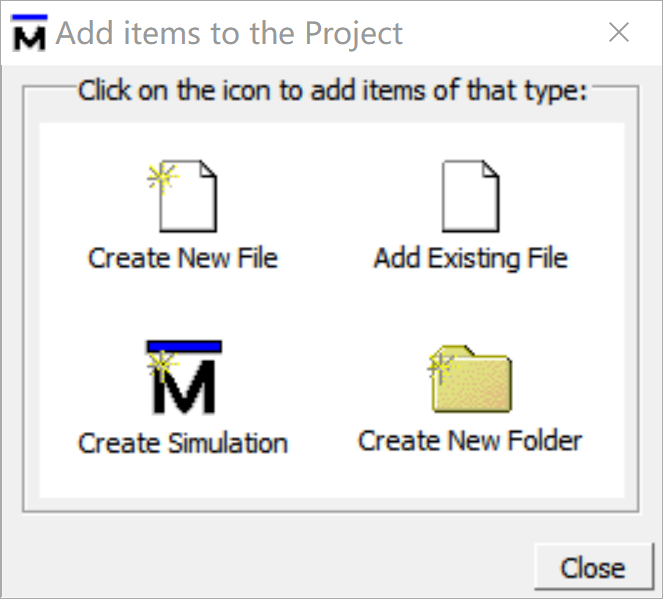 Add items to the Project
Click on the icon to add items of that type:
Create New File
Add Existing File
Create Simulation
Create New Folder
Close